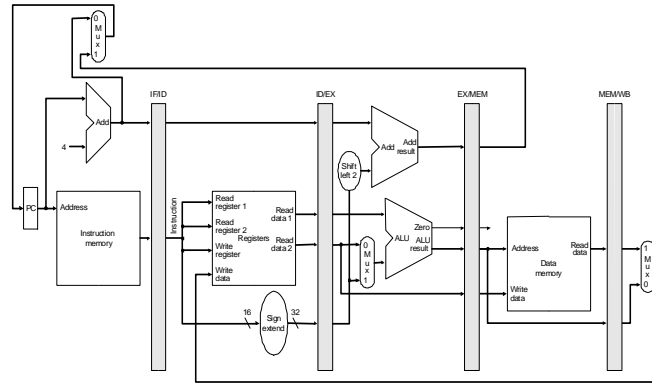 0
M
u
x
1
IF/ID
ID/EX
EX/MEM
MEM/WB
Add
4
Add
Add
result
Shift
left 2
PC
Address
Instruction
memory
Instruction
Read
register 1
Read
register 2
Write
register
Write
data
Registers
Read
data 1
Read
data 2
0
M
u
x
1
Zero
ALU
ALU
result
Address
Write
data
Data
memory
Read
data
1
M
u
x
0
16
Sign
extend
32